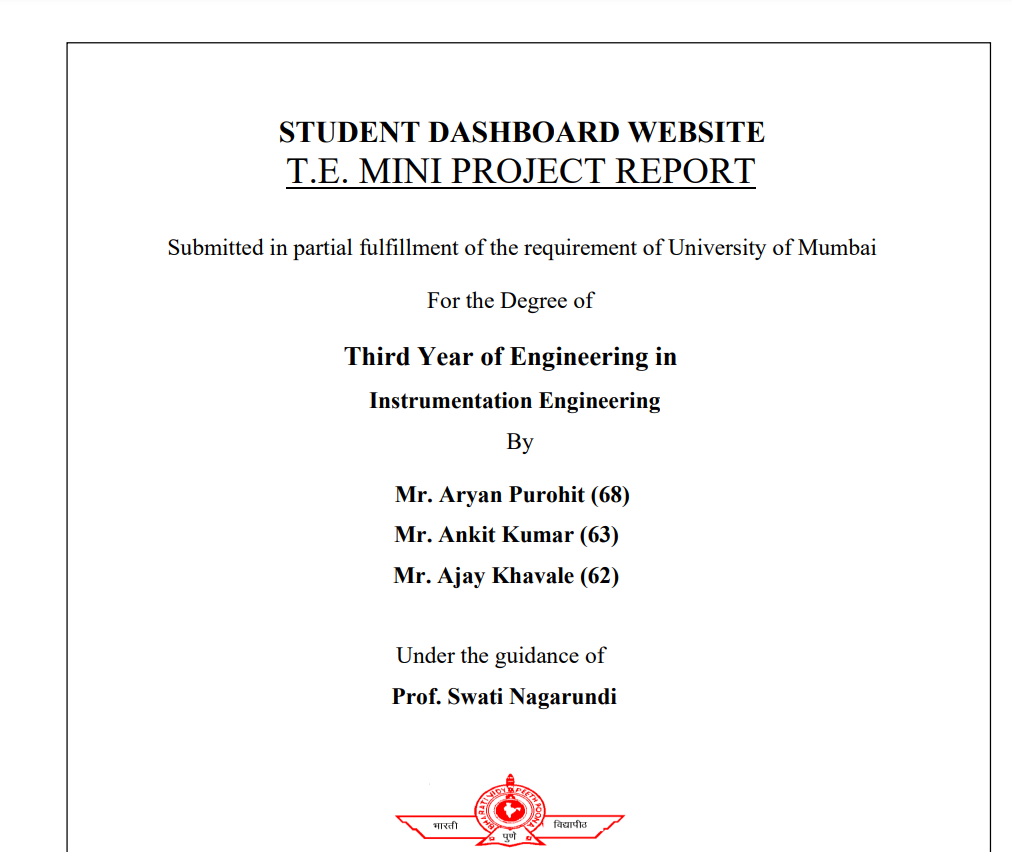 STUDENT DASHBOARD WEBSITE
T.E. MINI PROJECT REPORT
Submitted in partial fulfillment of the requirement of University of Mumbai
For the Degree of
Third Year of Engineering in
Instrumentation Engineering
By
Mr. Aryan Purohit (68)
Mr. Ankit Kumar (63)
Mr. Ajay Khavale (62)
Under the guidance of
Prof. Swati Nagarundi
BHARATI VIDYAPEETH POONA
भारती
पुणे
विद्यापीठ